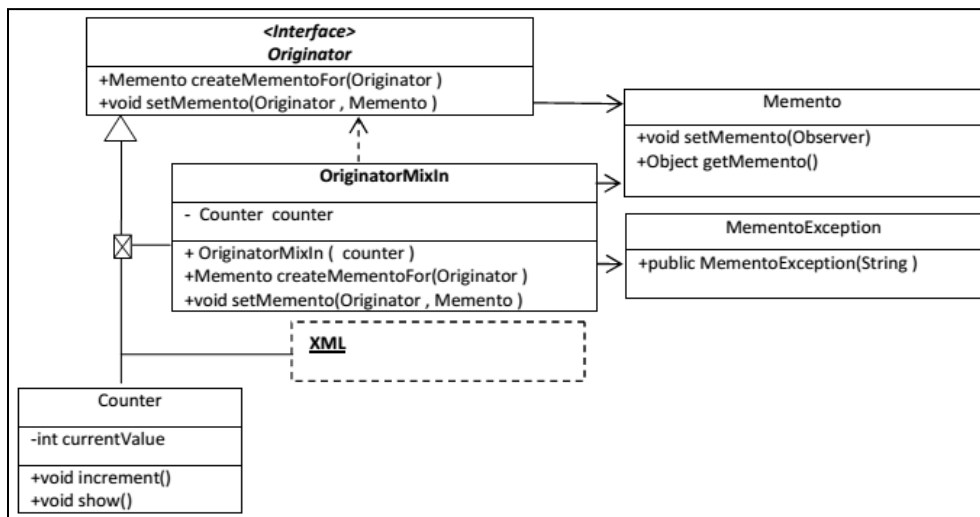 <Interface>
Originator
+Memento createMementoFor(Originator )
+void setMemento(Originator , Memento )
Memento
+void setMemento(Observer)
+Object getMemento()
OriginatorMixIn
- Counter counter
+ OriginatorMixIn ( counter )
+Memento createMementoFor(Originator )
+void setMemento(Originator , Memento )
MementoException
+public MementoException(String )
XML
Counter
-int currentValue
+void increment()
+void show()